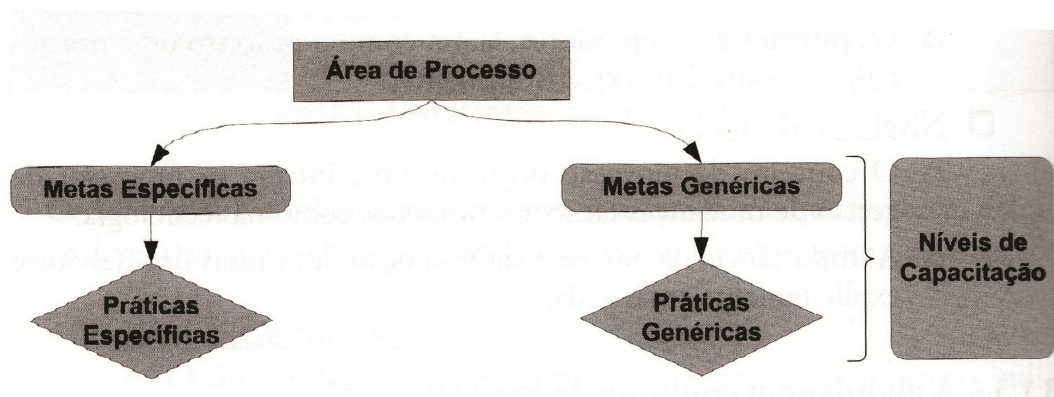 Área de Processo
Metas Específicas
Metas Genéricas
Práticas
Específicas
Práticas
Genéricas
Níveis de
Capacitação